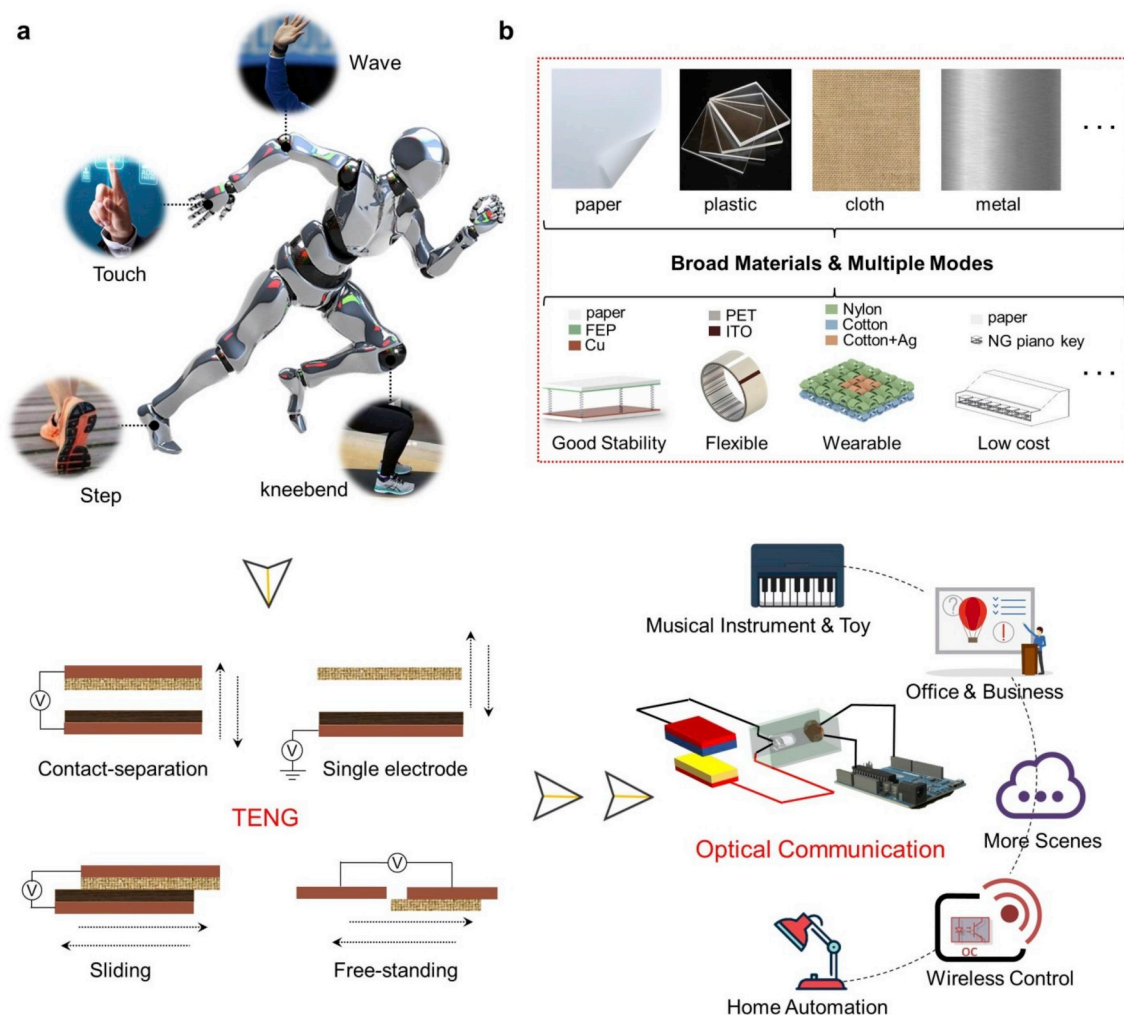 a
Wave
Touch
Step
kneebend
b
paper
plastic
cloth
metal
...
Broad Materials & Multiple Modes
paper
FEP
Cu
PET
ITO
Nylon
Cotton
Cotton+Ag
paper
NG piano key
...
Good Stability
Flexible
Wearable
Low cost
V
Contact-separation
V
Single electrode
TENG
V
Sliding
V
Free-standing
Musical Instrument & Toy
?
!
Office & Business
Optical Communication
More Scenes
OC
Wireless Control
Home Automation